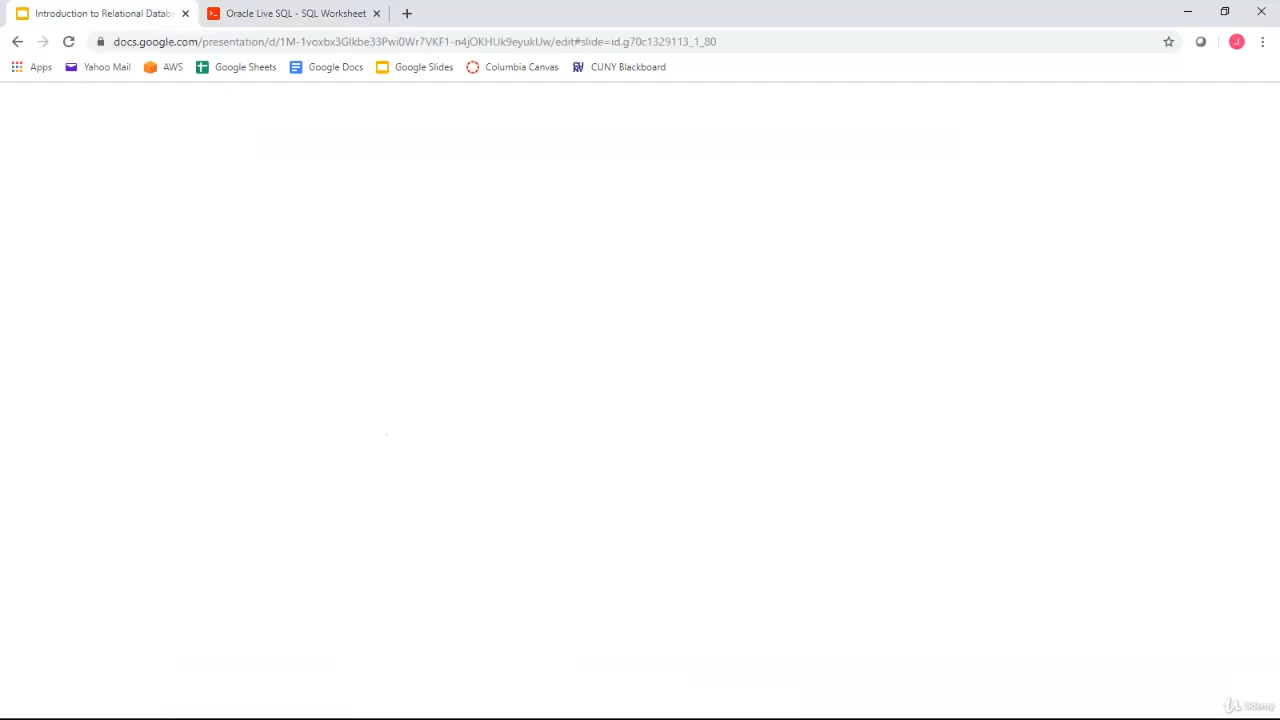 Introduction to Relational Datab
Oracle Live SQL - SQL Worksheet
docs.google.com/presentation/d/1M-1voxbx3GIkbe33Pwi0Wr7VKF1-n4jOKHUk9eyukUw/edit#slide=id.g70c1329113_1_80
J
Apps Yahoo Mail AWS Google Sheets Google Docs Google Slides Columbia Canvas CUNY Blackboard
Udemy